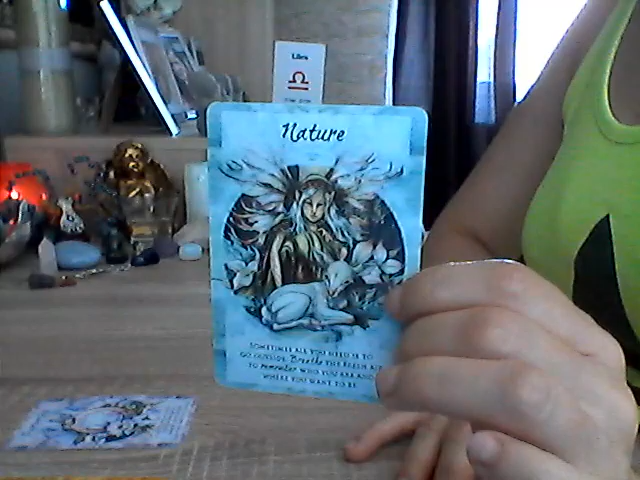 Libra
Nature
SOMETIMES ALL YOU NEED IS TO
GO OUTSIDE, Breathe THE FRESH AIR
TO remember WHO YOU ARE AND
WHERE YOU WANT TO BE